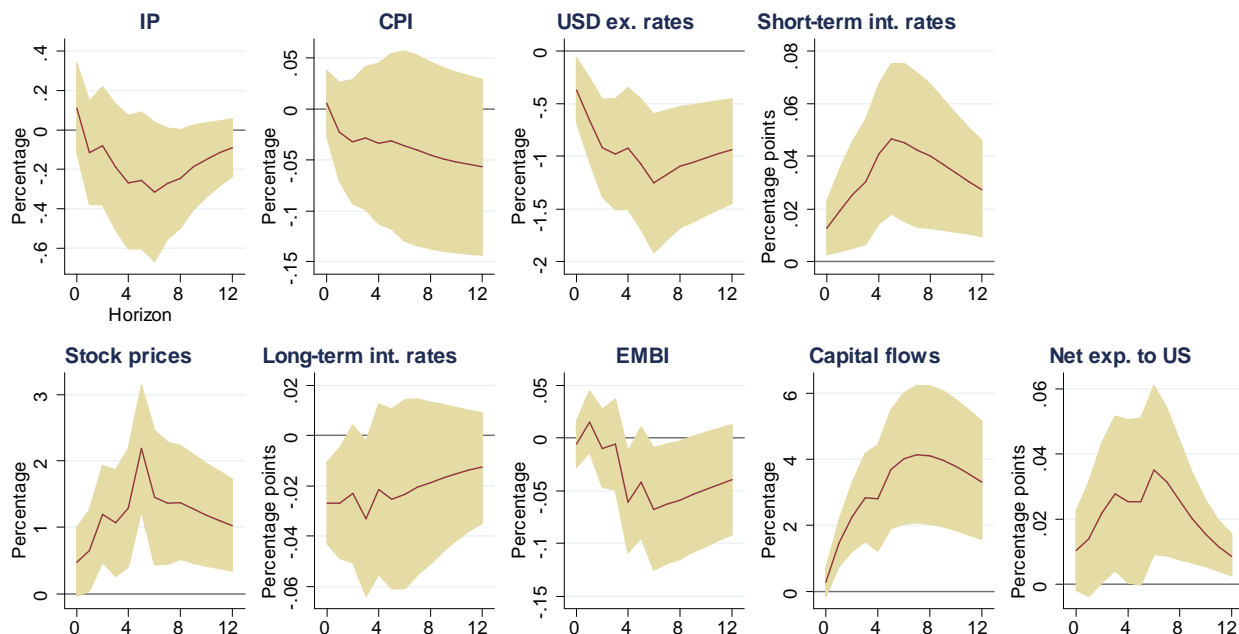 IP
Percentage
.4
.2
0
-.2
-.4
-.6
0 4 8 12
Horizon
CPI
Percentage
.05
0
-.05
-.1
-.15
0 4 8 12
USD ex. rates
Percentage
0
-.5
-1
-1.5
-2
0 4 8 12
Short-term int. rates
Percentage points
.08
.06
.04
.02
0
0 4 8 12
Stock prices
Percentage
3
2
1
0
0 4 8 12
Long-term int. rates
Percentage points
.02
0
-.02
-.04
-.06
0 4 8 12
EMBI
Percentage
.05
0
-.05
-.1
-.15
0 4 8 12
Capital flows
Percentage
6
4
2
0
0 4 8 12
Net exp. to US
Percentage points
.06
.04
.02
0
0 4 8 12